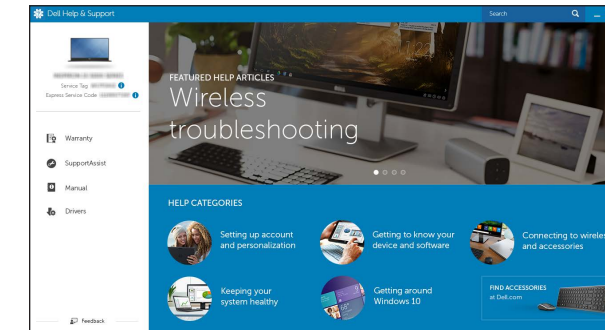 Dell Help & Support
Search
Service Tag
Express Service Code
Warranty
SupportAssist
Manual
Drivers
Feedback
FEATURED HELP ARTICLES
Wireless
troubleshooting
HELP CATEGORIES
Setting up account
and personalization
Getting to know your
device and software
Connecting to wireles
and accessories
Keeping your
system healthy
Getting around
Windows 10
FIND ACCESSORIES
at Dell.com